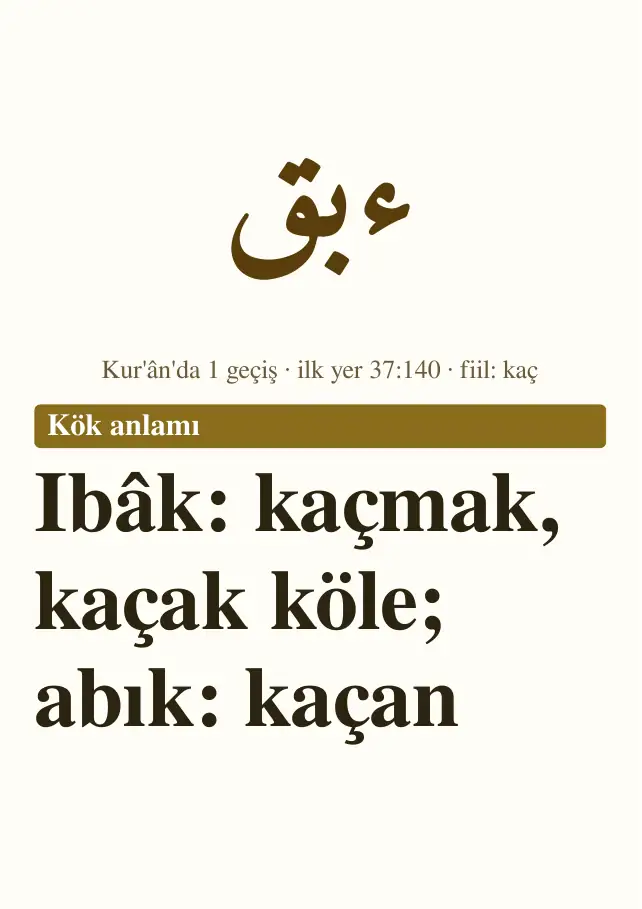 ء ب ق
Kur'ân'da 1 geçiş · ilk yer 37:140 · fiil: kaç
Kök anlamı
Ibâk: kaçmak,
kaçak köle;
abık: kaçan